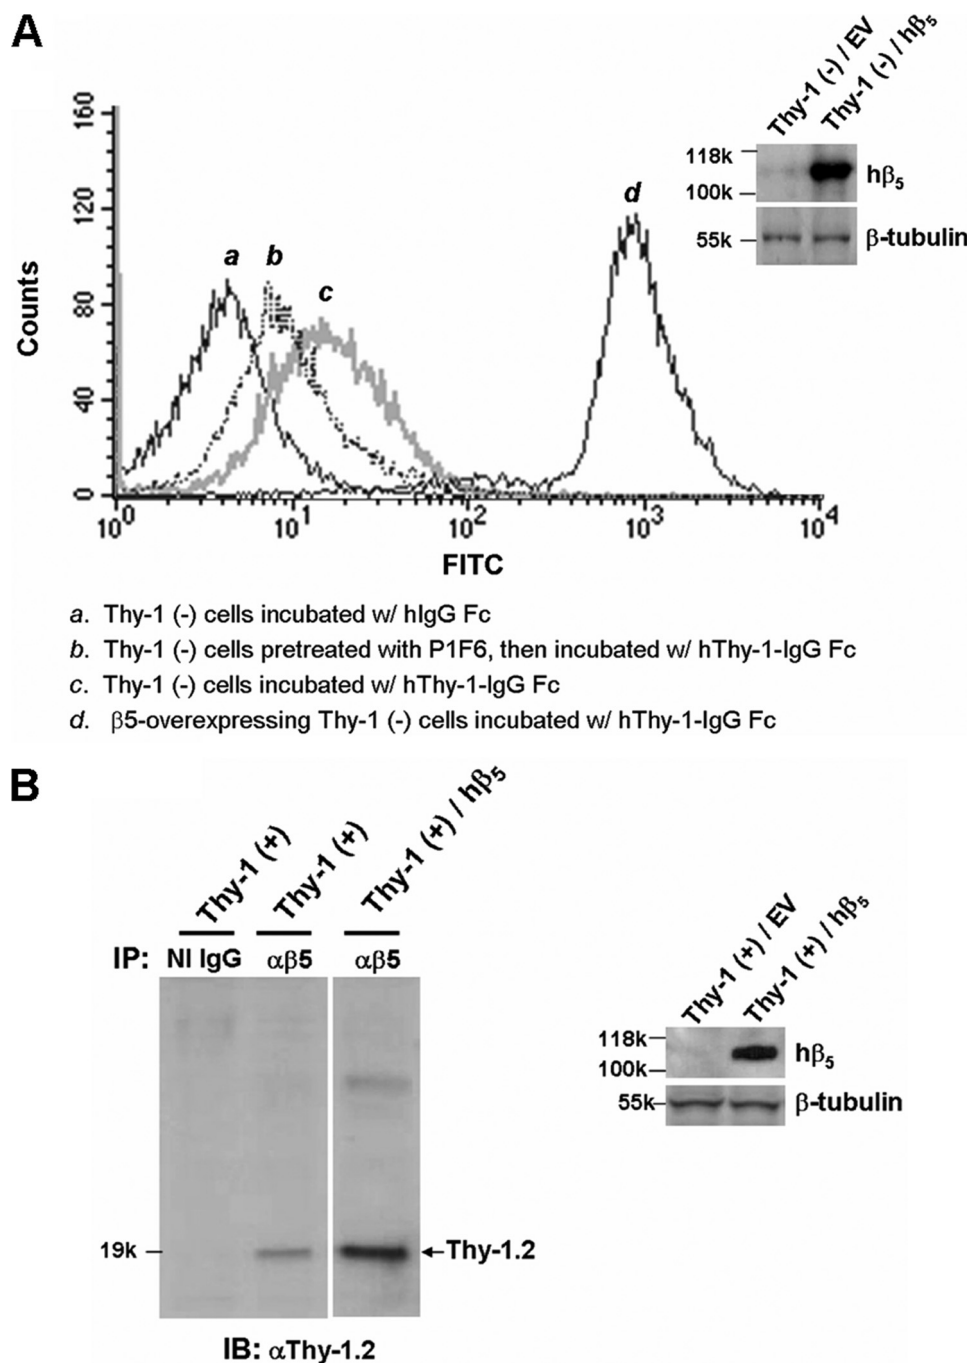 A
Thy-1 (-) / EV
Thy-1 (-) / hβ5
118k
100k
hβ5
55k
β-tubulin
160
120
80
40
0
Counts
a
b
c
d
10^0
10^1
10^2
10^3
10^4
FITC
a. Thy-1 (-) cells incubated w/ hIgG Fc
b. Thy-1 (-) cells pretreated with P1F6, then incubated w/ hThy-1-IgG Fc
c. Thy-1 (-) cells incubated w/ hThy-1-IgG Fc
d. β5-overexpressing Thy-1 (-) cells incubated w/ hThy-1-IgG Fc
B
Thy-1 (+)
Thy-1 (+)
Thy-1 (+) / hβ5
IP: NI IgG αβ5 αβ5
19k
Thy-1.2
IB: αThy-1.2
Thy-1 (+) / EV
Thy-1 (+) / hβ5
118k
100k
hβ5
55k
β-tubulin